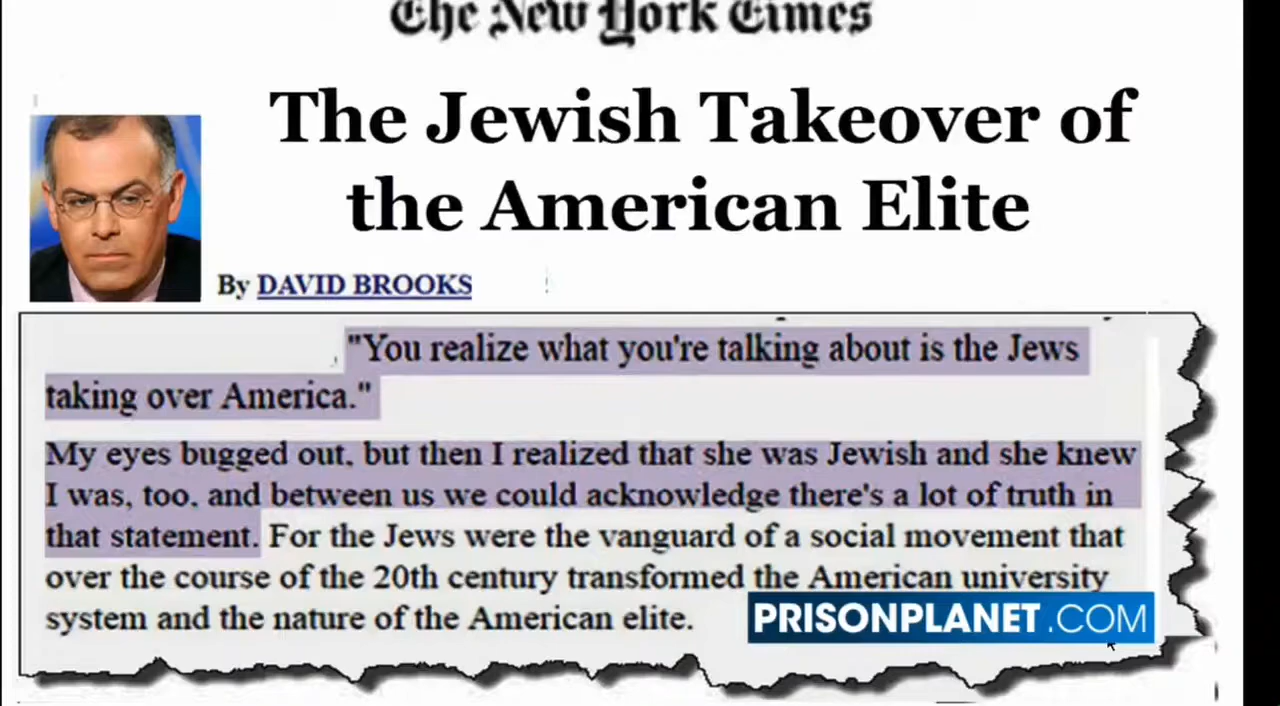 The New York Times
The Jewish Takeover of
the American Elite
By DAVID BROOKS
"You realize what you're talking about is the Jews
taking over America."
My eyes bugged out, but then I realized that she was Jewish and she knew
I was, too, and between us we could acknowledge there's a lot of truth in
that statement. For the Jews were the vanguard of a social movement that
over the course of the 20th century transformed the American university
system and the nature of the American elite.
PRISONPLANET.COM